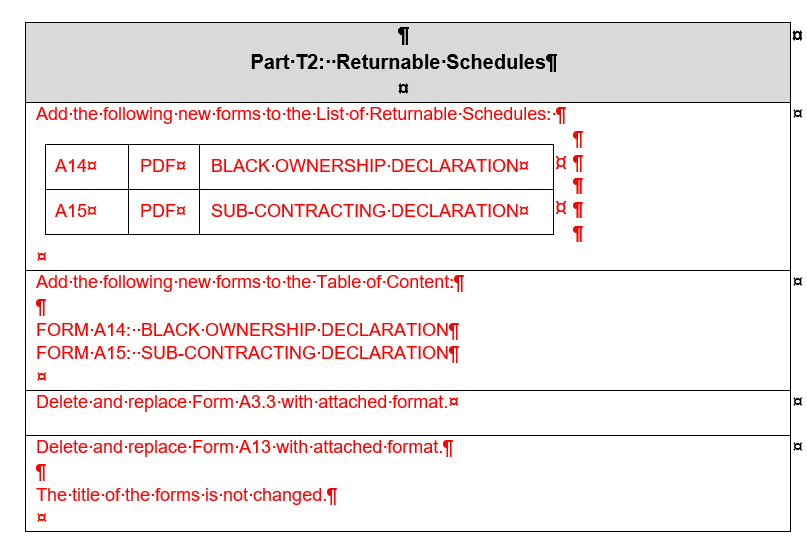 Part T2:  Returnable Schedules
Add the following new forms to the List of Returnable Schedules:
A14 PDF BLACK OWNERSHIP DECLARATION
A15 PDF SUB-CONTRACTING DECLARATION
Add the following new forms to the Table of Content:
FORM A14:  BLACK OWNERSHIP DECLARATION
FORM A15:  SUB-CONTRACTING DECLARATION
Delete and replace Form A3.3 with attached format.
Delete and replace Form A13 with attached format.
The title of the forms is not changed.